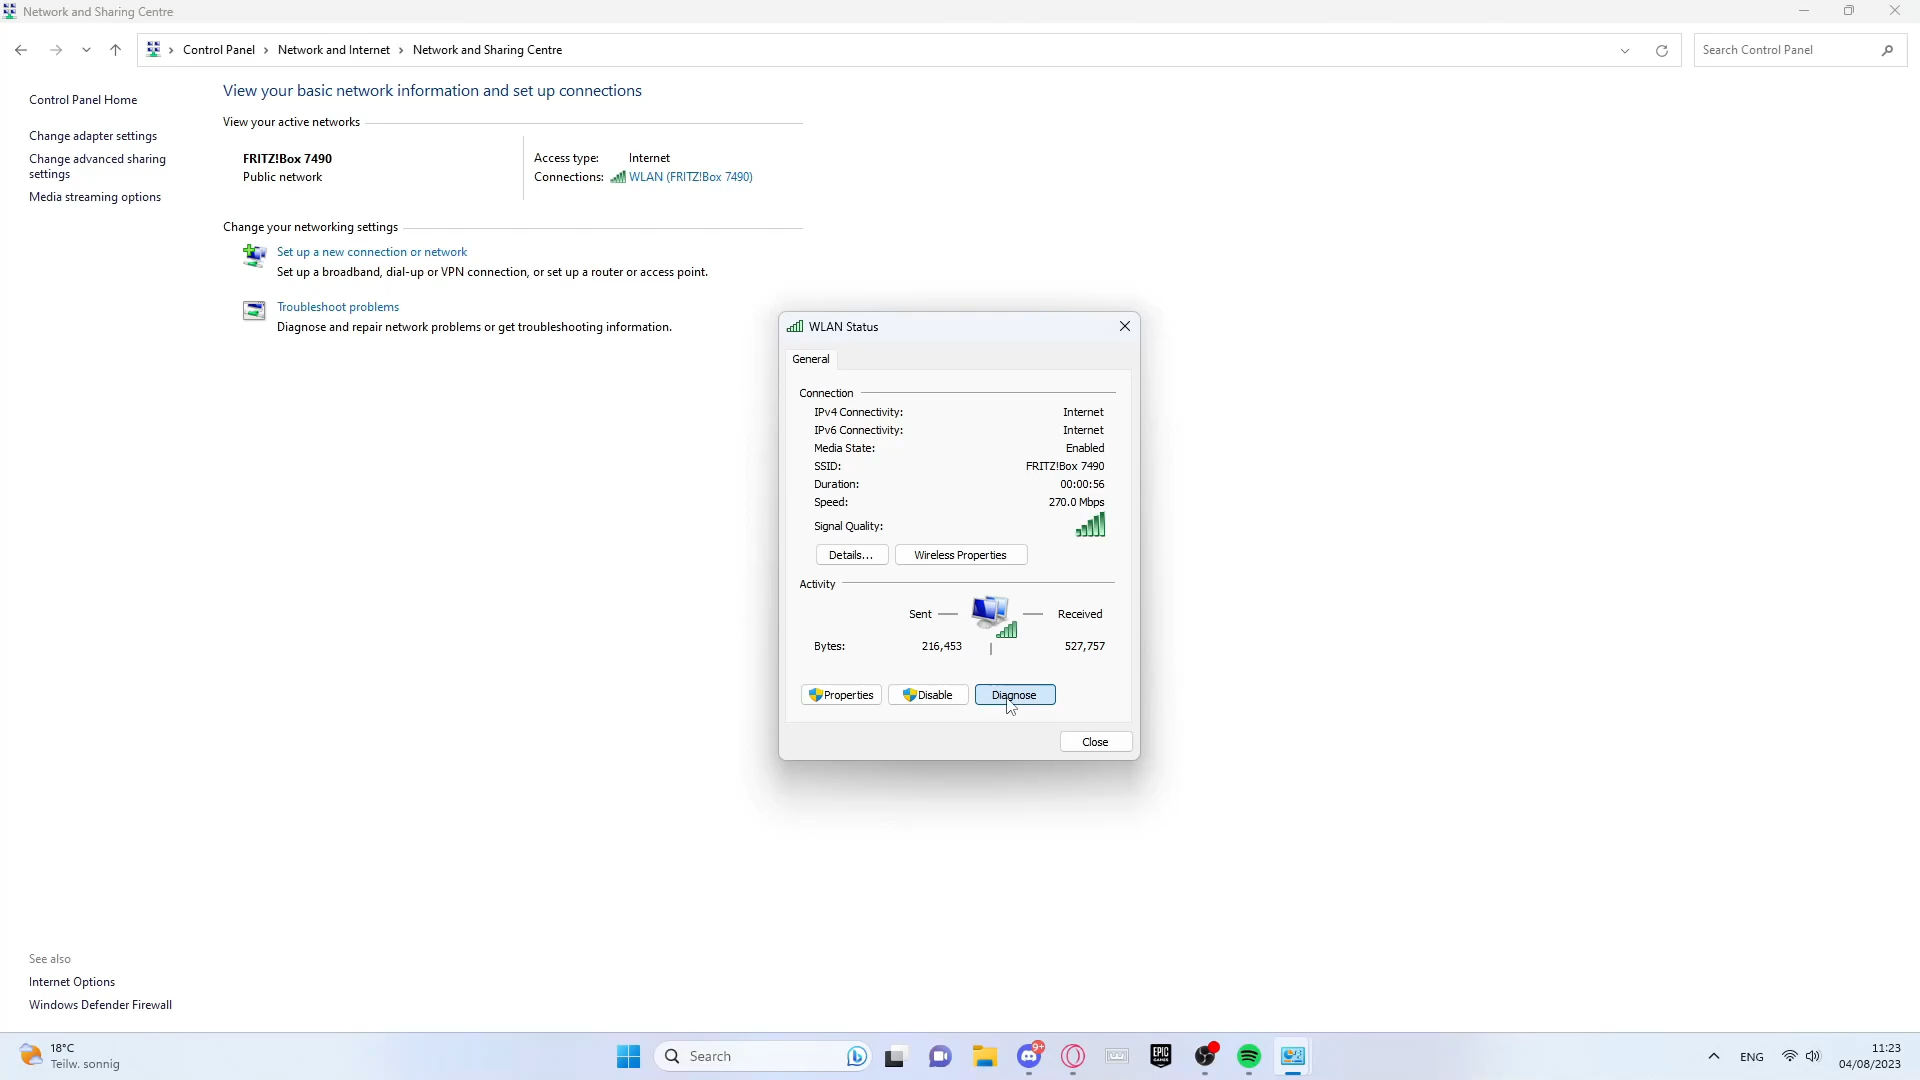 Network and Sharing Centre
Control Panel > Network and Internet > Network and Sharing Centre
Search Control Panel
Control Panel Home
Change adapter settings
Change advanced sharing
settings
Media streaming options
View your basic network information and set up connections
View your active networks
FRITZ!Box 7490
Public network
Access type: Internet
Connections: WLAN (FRITZ!Box 7490)
Change your networking settings
Set up a new connection or network
Set up a broadband, dial-up or VPN connection, or set up a router or access point.
Troubleshoot problems
Diagnose and repair network problems or get troubleshooting information.
WLAN Status
General
Connection
IPv4 Connectivity: Internet
IPv6 Connectivity: Internet
Media State: Enabled
SSID: FRITZ!Box 7490
Duration: 00:00:56
Speed: 270.0 Mbps
Signal Quality:
Details... Wireless Properties
Activity
Sent Received
Bytes: 216,453 527,757
Properties Disable Diagnose
Close
See also
Internet Options
Windows Defender Firewall
18°C
Teilw. sonnig
Search
9+
EPIC
GAMES
ENG
11:23
04/08/2023